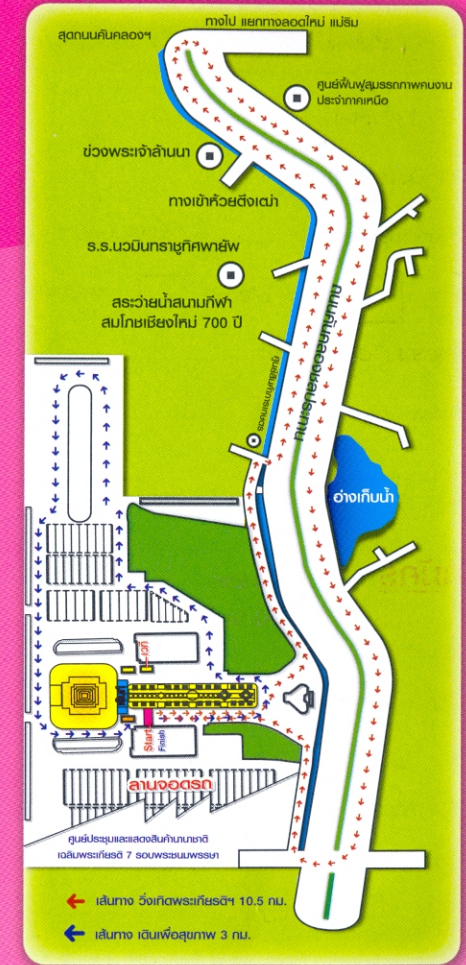 ทางไป แยกทางลอดใหม่ แม่ริม
สุดถนนคันคลองฯ
ศูนย์ฟื้นฟูสมรรถภาพคนงาน
ประจำภาคเหนือ
ข่วงพระเจ้าล้านนา
ทางเข้าห้วยตึงเฒ่า
ร.ร.นวมินทราชูทิศพายัพ
สระว่ายน้ำสนามกีฬา
สมโภชเชียงใหม่ 700 ปี
ถนนคันคลองชลประทาน
อ่างเก็บน้ำ
เวที
Start
Finish
ลานจอดรถ
ศูนย์ประชุมและแสดงสินค้านานาชาติ
เฉลิมพระเกียรติ 7 รอบพระชนมพรรษา
เส้นทาง วิ่งเทิดพระเกียรติฯ 10.5 กม.
เส้นทาง เดินเพื่อสุขภาพ 3 กม.